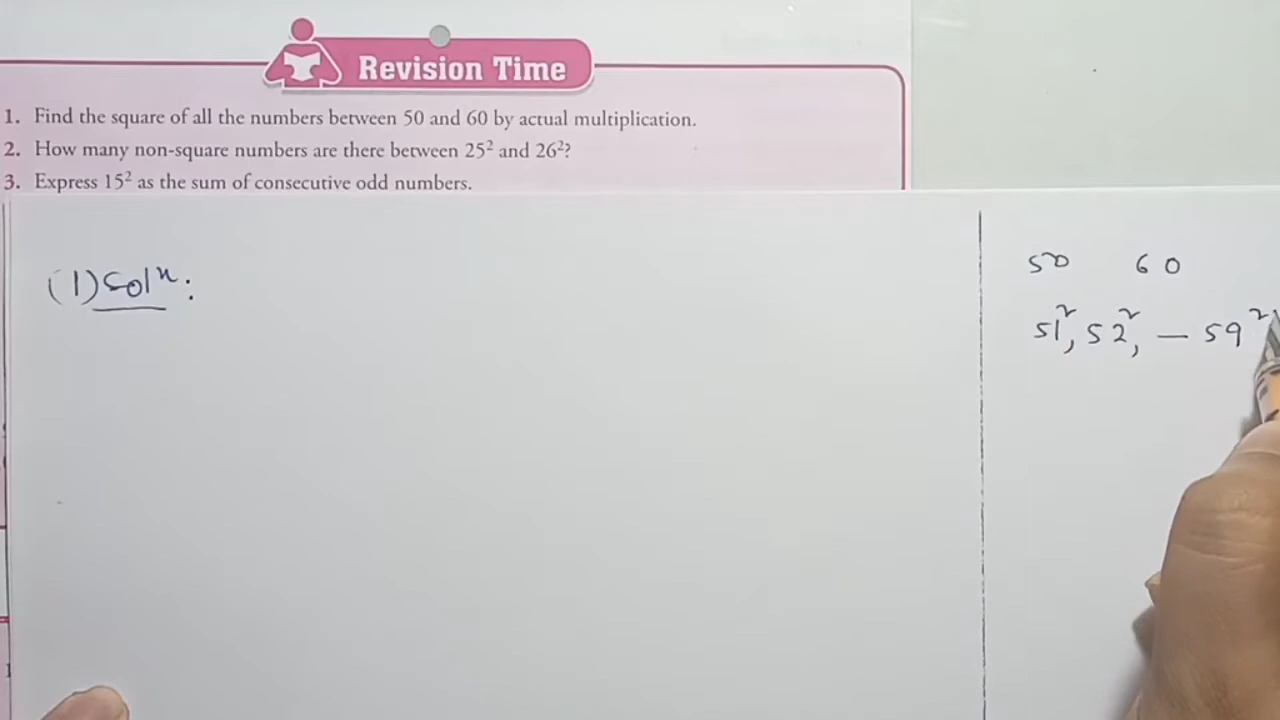 Revision Time
1. Find the square of all the numbers between 50 and 60 by actual multiplication.
2. How many non-square numbers are there between 25² and 26²?
3. Express 15² as the sum of consecutive odd numbers.
(1) Solⁿ:
50 60
51², 52², — 59²